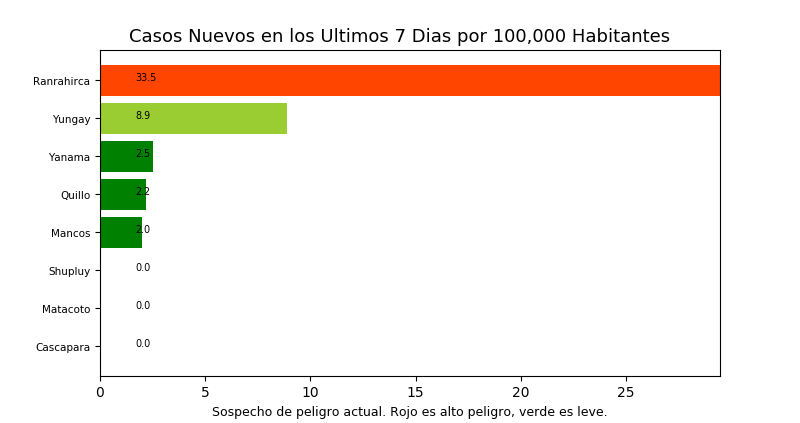 Casos Nuevos en los Ultimos 7 Dias por 100,000 Habitantes
Ranrahirca 33.5
Yungay 8.9
Yanama 2.5
Quillo 2.2
Mancos 2.0
Shupluy 0.0
Matacoto 0.0
Cascapara 0.0
0 5 10 15 20 25
Sospecho de peligro actual. Rojo es alto peligro, verde es leve.